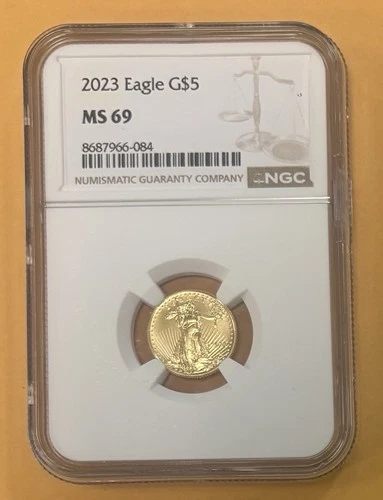 2023 Eagle G$5
MS 69
8687966-084
NUMISMATIC GUARANTY COMPANY
NGC